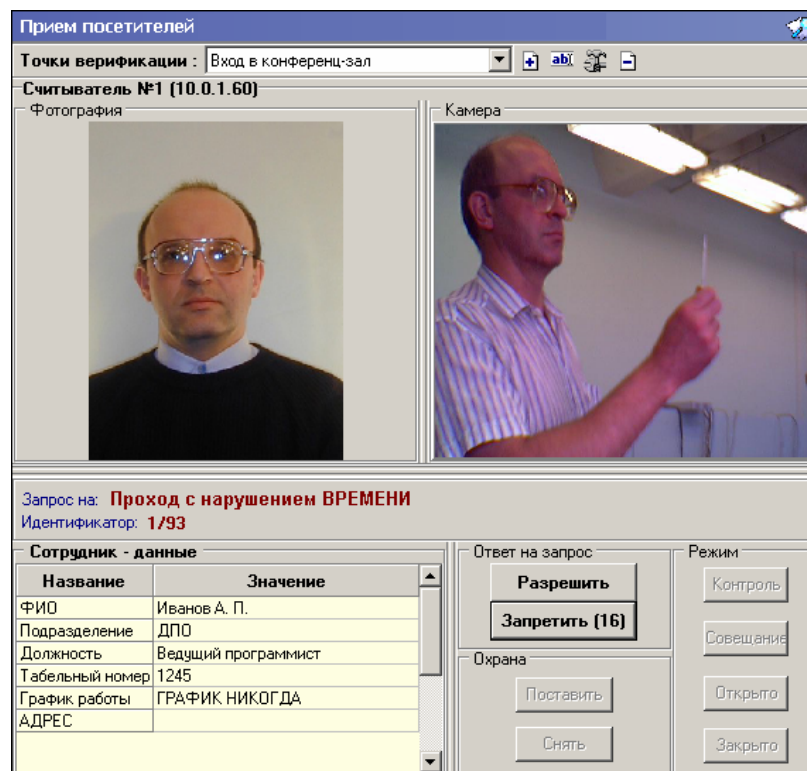 Прием посетителей
Точки верификации : Вход в конференц-зал
abI
Считыватель №1 (10.0.1.60)
Фотография
Камера
Запрос на: Проход с нарушением ВРЕМЕНИ
Идентификатор: 1/93
Сотрудник - данные
Название Значение
ФИО Иванов А. П.
Подразделение ДПО
Должность Ведущий программист
Табельный номер 1245
График работы ГРАФИК НИКОГДА
АДРЕС
Ответ на запрос
Разрешить
Запретить (16)
Охрана
Поставить
Снять
Режим
Контроль
Совещание
Открыто
Закрыто